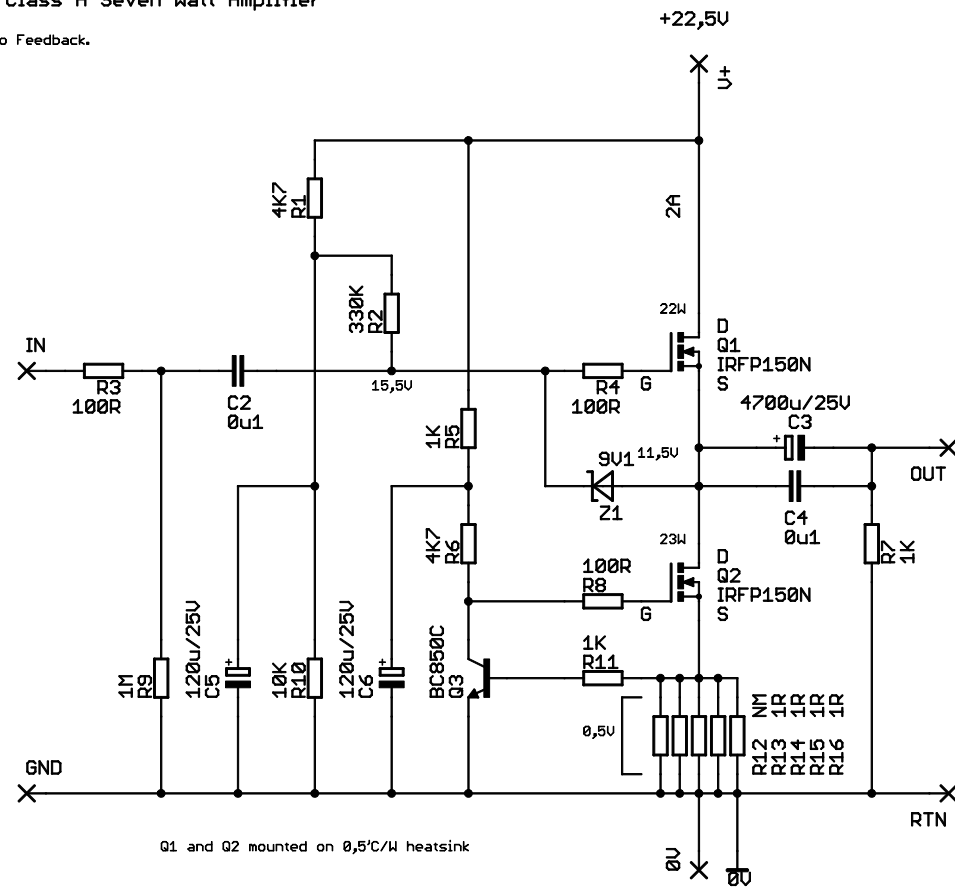 Class A Seven Watt Amplifier
o Feedback.
+22,5V
V+
4K7
R1
2A
330K
R2
22W
D
Q1
IRFP150N
G
S
IN
R3
100R
C2
0u1
15,5V
R4
100R
4700u/25V
+
C3
1K
R5
9V1
11,5V
Z1
OUT
C4
0u1
4K7
R6
23W
D
Q2
IRFP150N
100R
R8
G
S
R7
1K
1M
R9
120u/25V
C5
+
10K
R10
120u/25V
C6
+
BC850C
Q3
1K
R11
0,5V
NM
R12
1R
R13
1R
R14
1R
R15
1R
R16
GND
RTN
0V
0V
Q1 and Q2 mounted on 0,5'C/W heatsink